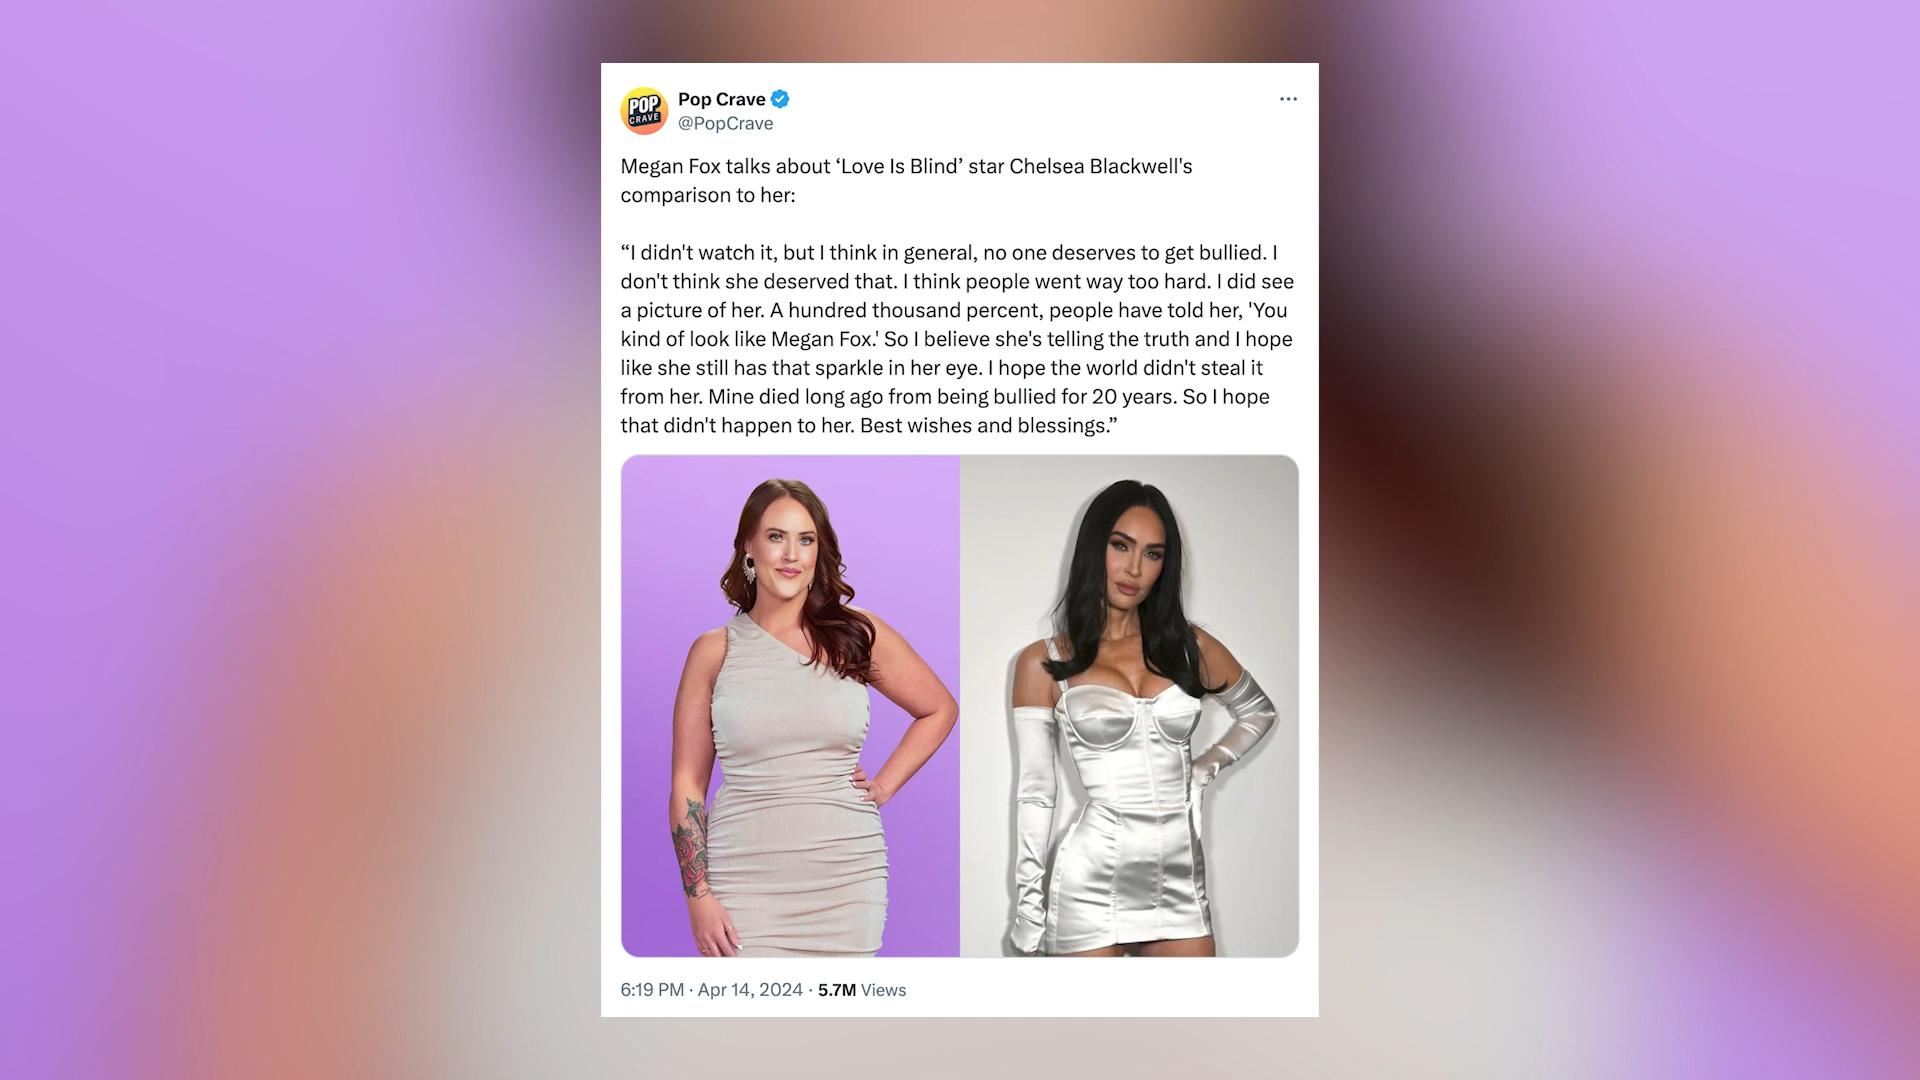 POP
CRAVE
Pop Crave
@PopCrave
Megan Fox talks about ‘Love Is Blind’ star Chelsea Blackwell's
comparison to her:
“I didn't watch it, but I think in general, no one deserves to get bullied. I
don't think she deserved that. I think people went way too hard. I did see
a picture of her. A hundred thousand percent, people have told her, 'You
kind of look like Megan Fox.' So I believe she's telling the truth and I hope
like she still has that sparkle in her eye. I hope the world didn't steal it
from her. Mine died long ago from being bullied for 20 years. So I hope
that didn't happen to her. Best wishes and blessings.”
6:19 PM · Apr 14, 2024 · 5.7M Views